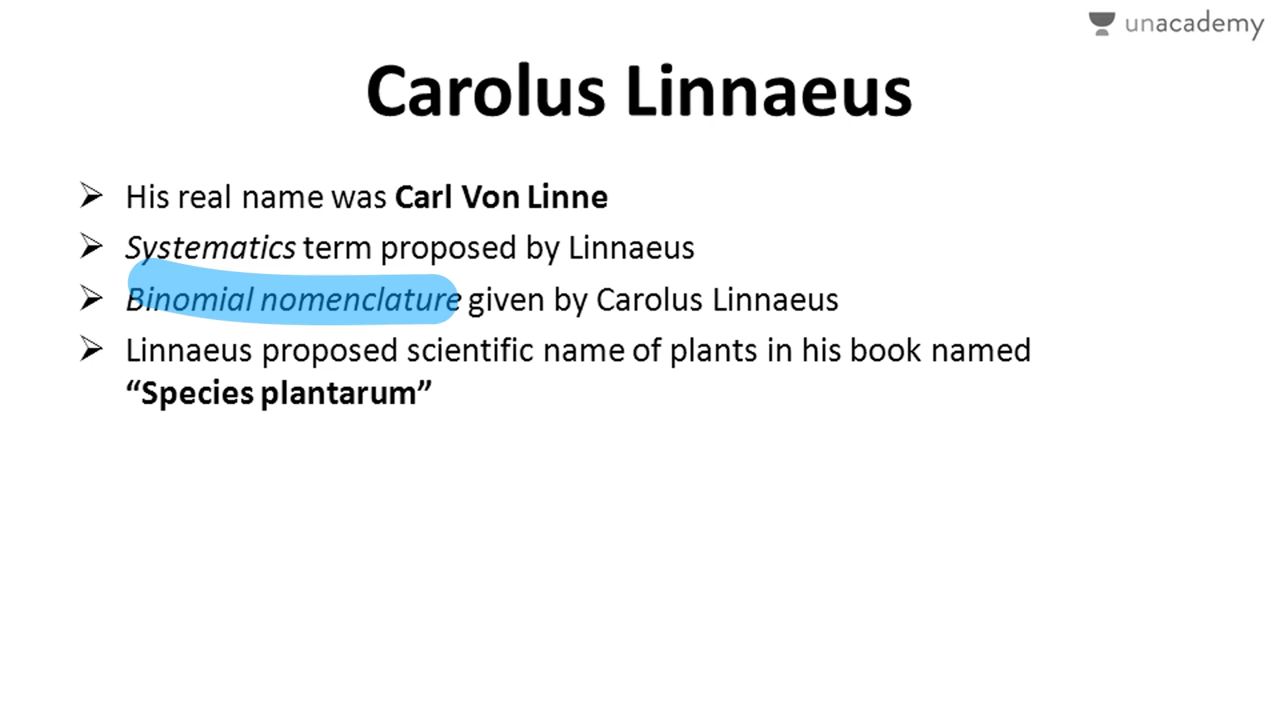 unacademy
Carolus Linnaeus
➢ His real name was Carl Von Linne
➢ Systematics term proposed by Linnaeus
➢ Binomial nomenclature given by Carolus Linnaeus
➢ Linnaeus proposed scientific name of plants in his book named
“Species plantarum”